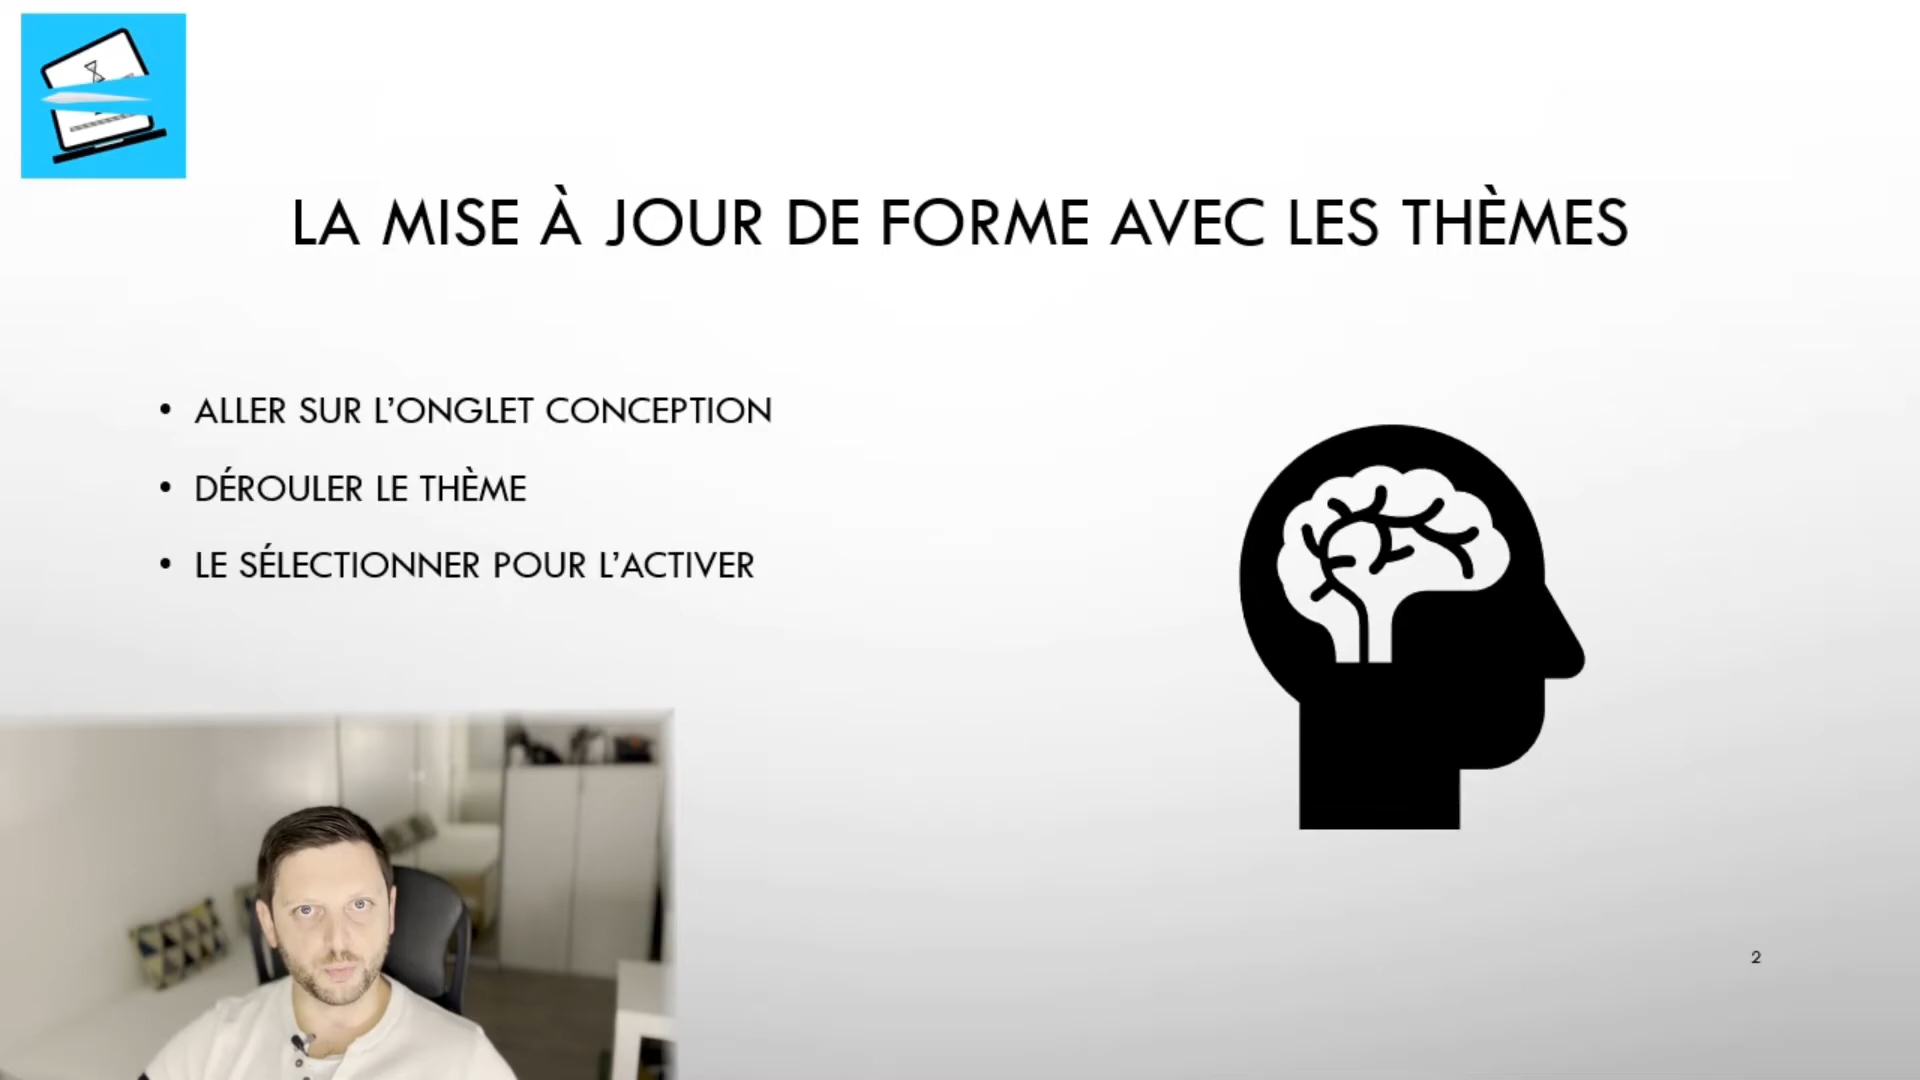 LA MISE À JOUR DE FORME AVEC LES THÈMES
• ALLER SUR L’ONGLET CONCEPTION
• DÉROULER LE THÈME
• LE SÉLECTIONNER POUR L’ACTIVER
2